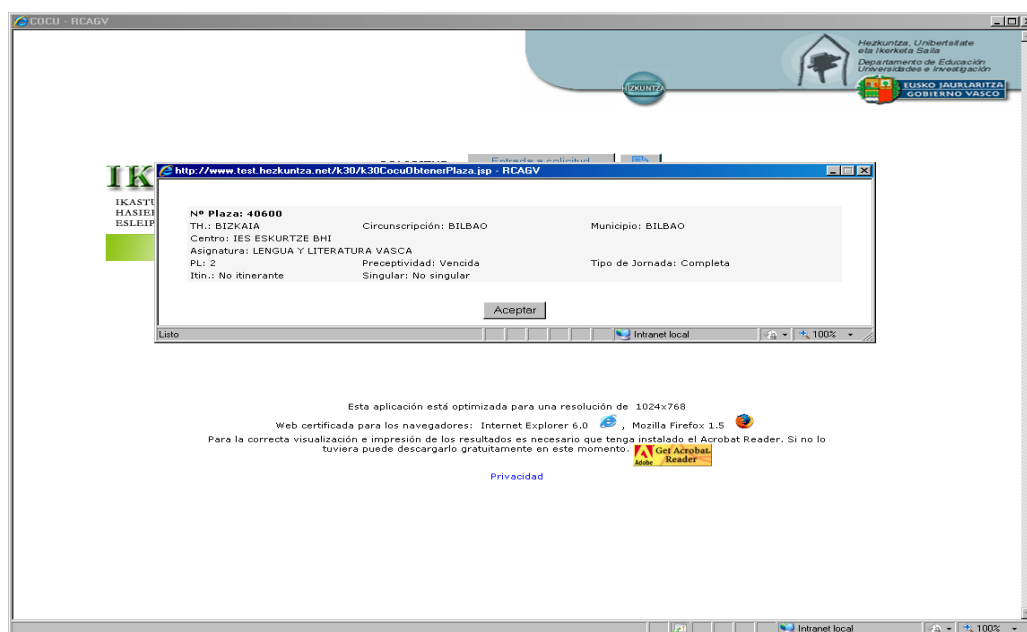 COCU - RCAGV
Hezkuntza, Unibertsitate
eta Ikerketa Saila
Departamento de Educación
Universidades e Investigación
HIZKUNTZA
EUSKO JAURLARITZA
GOBIERNO VASCO
Entrada a solicitud
IK
http://www.test.hezkuntza.net/k30/k30CocuObtenerPlaza.jsp - RCAGV
IKASTU
HASIE
ESLEIP
Nº Plaza: 40600
TH.: BIZKAIA Circunscripción: BILBAO Municipio: BILBAO
Centro: IES ESKURTZE BHI
Asignatura: LENGUA Y LITERATURA VASCA
PL: 2 Preceptividad: Vencida Tipo de Jornada: Completa
Itin.: No itinerante Singular: No singular
Aceptar
Listo Intranet local 100%
Esta aplicación está optimizada para una resolución de 1024x768
Web certificada para los navegadores: Internet Explorer 6.0 , Mozilla Firefox 1.5
Para la correcta visualización e impresión de los resultados es necesario que tenga instalado el Acrobat Reader. Si no lo
tuviera puede descargarlo gratuitamente en este momento. Get Acrobat Reader Adobe
Privacidad
Intranet local 100%